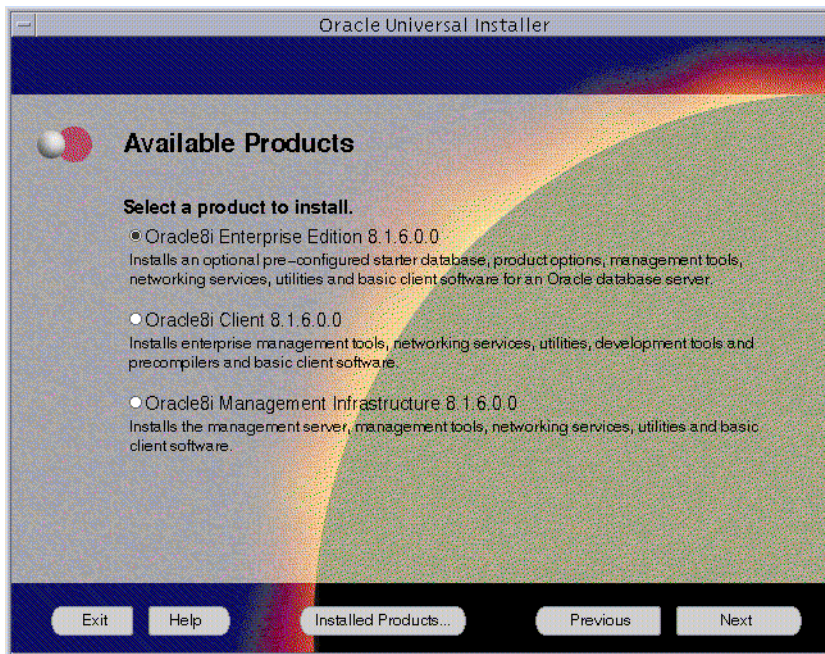 Oracle Universal Installer
Available Products
Select a product to install.
Oracle8i Enterprise Edition 8.1.6.0.0
Installs an optional pre-configured starter database, product options, management tools,
networking services, utilities and basic client software for an Oracle database server.
Oracle8i Client 8.1.6.0.0
Installs enterprise management tools, networking services, utilities, development tools and
precompilers and basic client software.
Oracle8i Management Infrastructure 8.1.6.0.0
Installs the management server, management tools, networking services, utilities and basic
client software.
Exit Help Installed Products... Previous Next